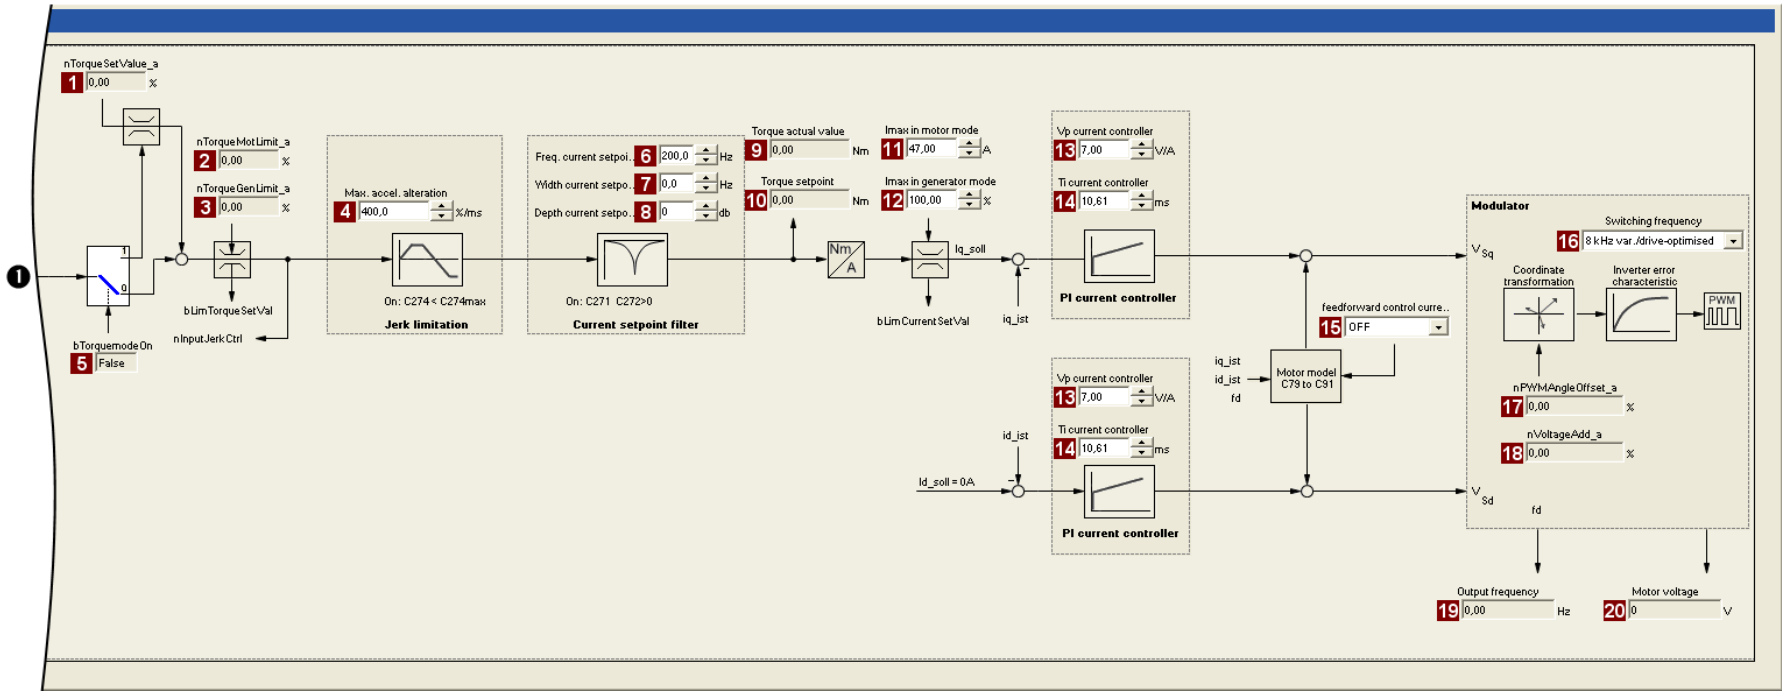 nTorqueSetValue_a
1 0,00 %
nTorqueMotLimit_a
2 0,00 %
nTorqueGenLimit_a
3 0,00 %
1
0
❶
bLimTorqueSetVal
nInputJerkCtrl
bTorquemodeOn
5 False
Max. accel. alteration
4 400,0 %/ms
On: C274 < C274max
Jerk limitation
Freq. current setpoi.. 6 200,0 Hz
Width current setpo.. 7 0,0 Hz
Depth current setpo.. 8 0 db
On: C271 C272>0
Current setpoint filter
Torque actual value
9 0,00 Nm
Torque setpoint
10 0,00 Nm
Nm
A
Imax in motor mode
11 47,00 A
Imax in generator mode
12 100,00 %
Iq_soll
bLimCurrentSetVal
-
iq_ist
Vp current controller
13 7,00 V/A
Ti current controller
14 10,61 ms
PI current controller
feedforward control curre..
15 OFF
iq_ist
id_ist
fd
Motor model
C79 to C91
Vp current controller
13 7,00 V/A
Ti current controller
14 10,61 ms
id_ist
-
Id_soll = 0A
PI current controller
Modulator
Switching frequency
16 8 kHz var./drive-optimised
V Sq
Coordinate
transformation
Inverter error
characteristic
PWM
nPWMAngleOffset_a
17 0,00 %
nVoltageAdd_a
18 0,00 %
V Sd
fd
Output frequency
19 0,00 Hz
Motor voltage
20 0 V